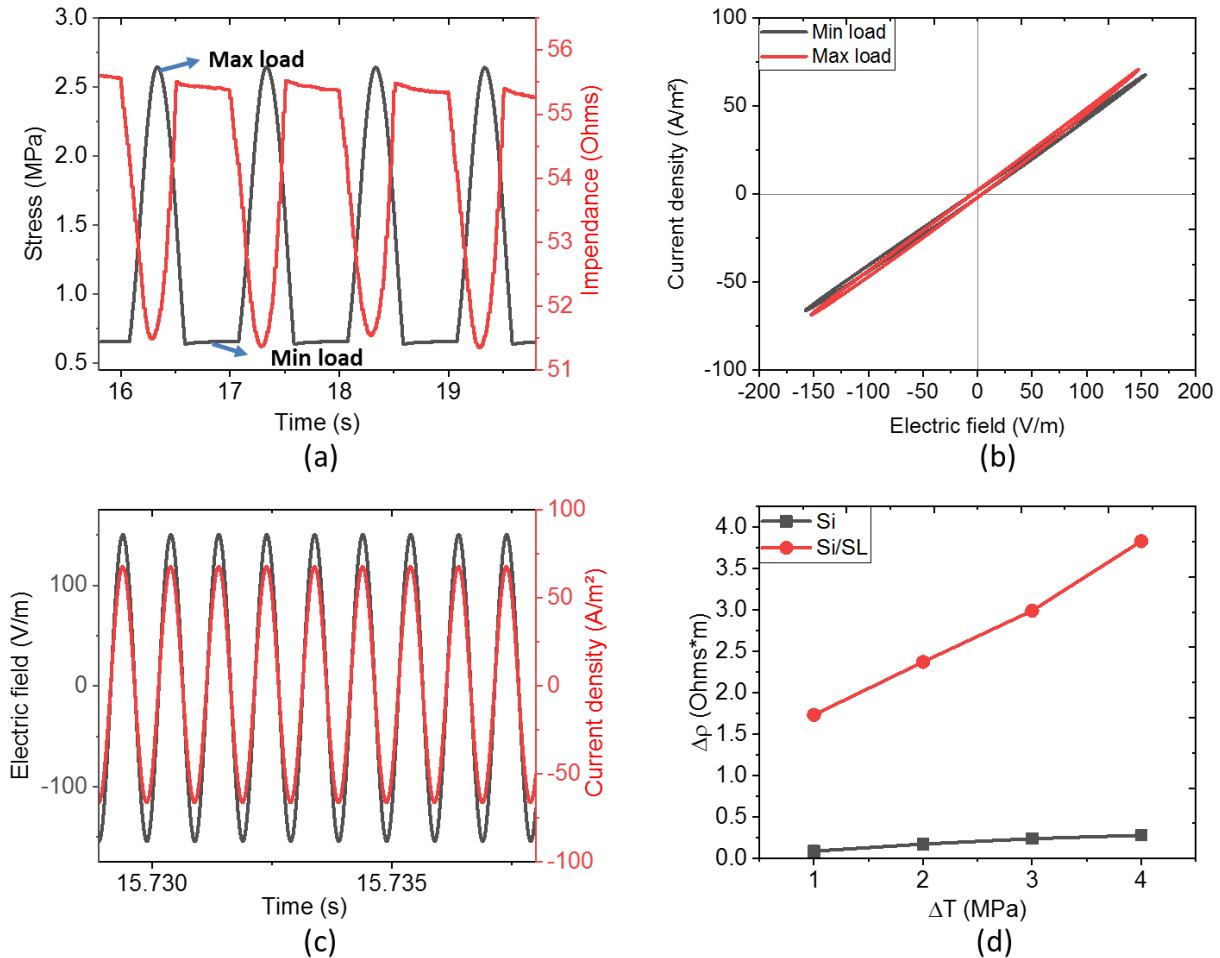 3.0
2.5
2.0
1.5
1.0
0.5
Stress (MPa)
Max load
Min load
56
55
54
53
52
51
Impendance (Ohms)
16
17
18
19
Time (s)
(a)
Min load
Max load
100
50
0
-50
-100
Current density (A/m²)
-200
-150
-100
-50
0
50
100
150
200
Electric field (V/m)
(b)
100
0
-100
Electric field (V/m)
100
50
0
-50
-100
Current density (A/m²)
15.730
15.735
Time (s)
(c)
Si
Si/SL
4.0
3.5
3.0
2.5
2.0
1.5
1.0
0.5
0.0
Δρ (Ohms*m)
1
2
3
4
ΔT (MPa)
(d)